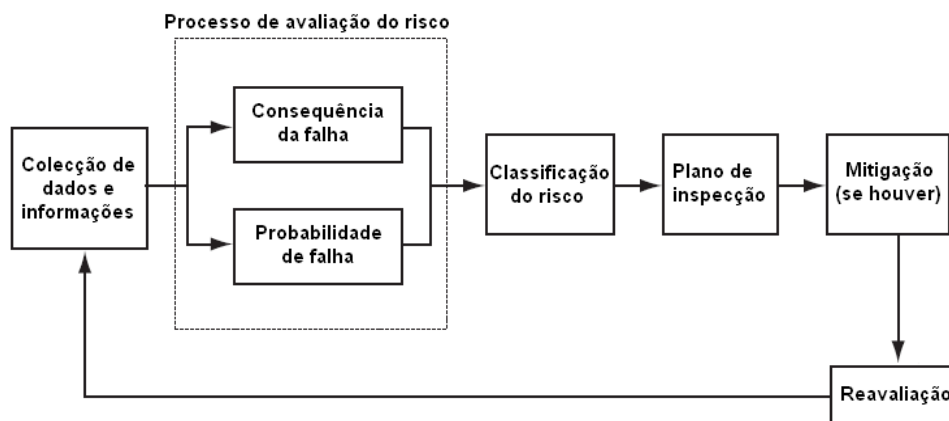 Processo de avaliação do risco
Colecção de
dados e
informações
Consequência
da falha
Probabilidade
de falha
Classificação
do risco
Plano de
inspecção
Mitigação
(se houver)
Reavaliação